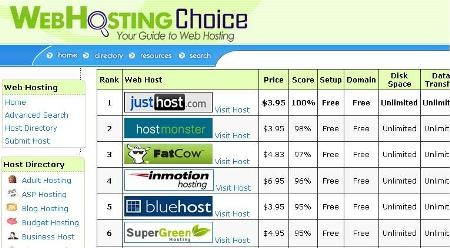 WEBHOSTING Choice
Your Guide to Web Hosting
home directory resources search
Web Hosting
Home
Advanced Search
Host Directory
Submit Host
Host Directory
Adult Hosting
ASP Hosting
Blog Hosting
Budget Hosting
Business Host
Rank Web Host Price Score Setup Domain Disk Space Data Transf
1 justhost.com Visit Host $3.95 100% Free Free Unlimited Unlimited
2 hostmonster Visit Host $3.95 98% Free Free Unlimited Unlimited
3 FATCOW Visit Host $4.83 97% Free Free Unlimited Unlimited
4 inmotion hosting Visit Host $6.95 96% Free Free Unlimited Unlimited
5 bluehost Visit Host $3.95 95% Free Free Unlimited Unlimited
6 SuperGreen Hosting Visit Host $4.95 95% Free Free Unlimited Unlimited